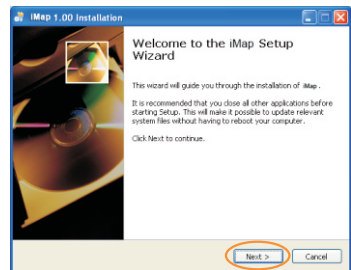 iMap 1.00 Installation
Welcome to the iMap Setup
Wizard
This wizard will guide you through the installation of iMap.
It is recommended that you close all other applications before
starting Setup. This will make it possible to update relevant
system files without having to reboot your computer.
Click Next to continue.
Next > Cancel